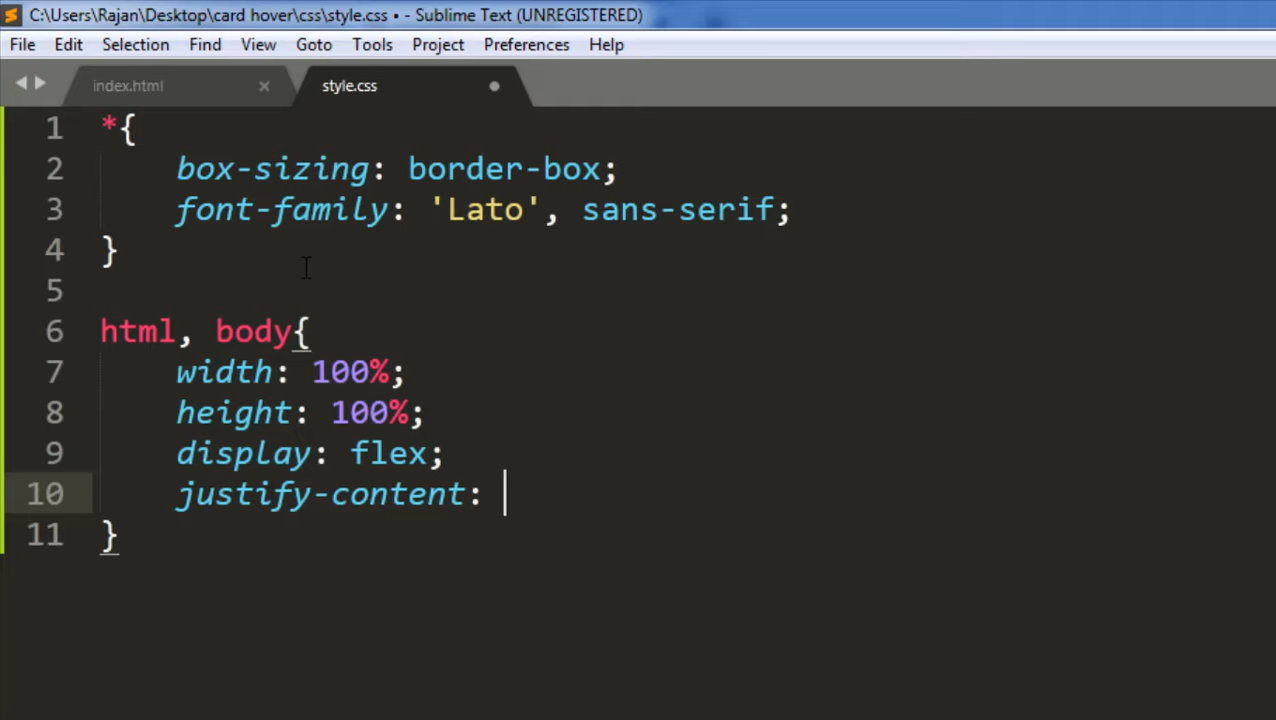 C:\Users\Rajan\Desktop\card hover\css\style.css • - Sublime Text (UNREGISTERED)
File Edit Selection Find View Goto Tools Project Preferences Help
index.html style.css
1 *{
2 box-sizing: border-box;
3 font-family: 'Lato', sans-serif;
4 }
5
6 html, body{
7 width: 100%;
8 height: 100%;
9 display: flex;
10 justify-content:
11 }